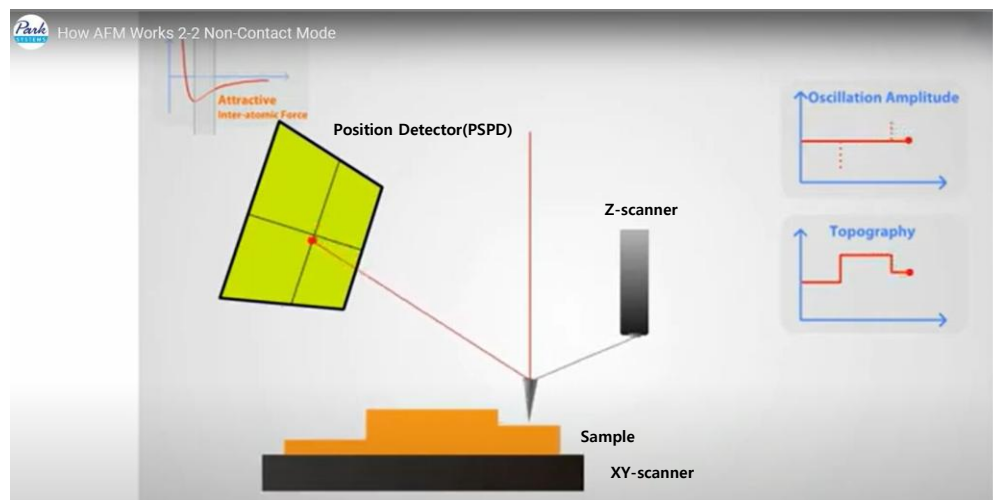 Park
SYSTEMS
How AFM Works 2-2 Non-Contact Mode
Attractive
Inter-atomic Force
Position Detector(PSPD)
Oscillation Amplitude
Z-scanner
Topography
Sample
XY-scanner